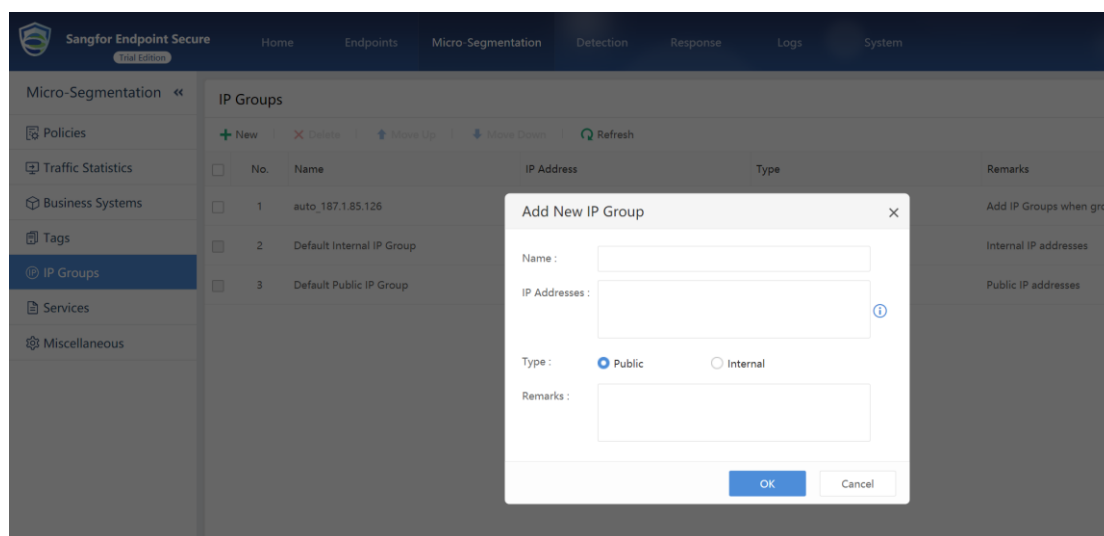 Sangfor Endpoint Secure
Trial Edition
Home Endpoints Micro-Segmentation Detection Response Logs System
Micro-Segmentation «
Policies
Traffic Statistics
Business Systems
Tags
IP Groups
Services
Miscellaneous
IP Groups
New Delete Move Up Move Down Refresh
No. Name IP Address Type Remarks
1 auto_187.1.85.126 Add IP Groups when gro
2 Default Internal IP Group Internal IP addresses
3 Default Public IP Group Public IP addresses
Add New IP Group
Name :
IP Addresses :
Type : Public Internal
Remarks :
OK Cancel